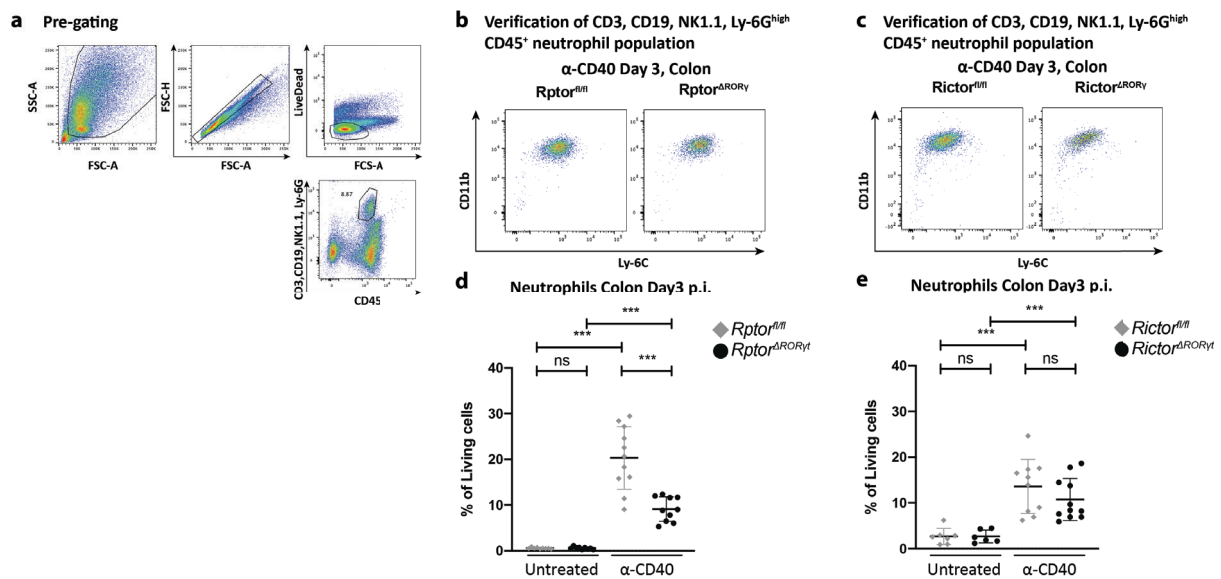 a Pre-gating
SSC-A
FSC-A
FSC-H
FSC-A
LiveDead
FCS-A
CD3,CD19,NK1.1, Ly-6G
8.87
CD45
b Verification of CD3, CD19, NK1.1, Ly-6Ghigh
CD45+ neutrophil population
α-CD40 Day 3, Colon
Rptorfl/fl RptorΔRORγ
CD11b
Ly-6C
c Verification of CD3, CD19, NK1.1, Ly-6Ghigh
CD45+ neutrophil population
α-CD40 Day 3, Colon
Rictorfl/fl RictorΔRORγ
CD11b
Ly-6C
d Neutrophils Colon Day3 p.i.
***
***
ns ***
Rptorfl/fl
RptorΔRORγt
% of Living cells
40
30
20
10
0
Untreated α-CD40
e Neutrophils Colon Day3 p.i.
***
***
ns ns
Rictorfl/fl
RictorΔRORγt
% of Living cells
40
30
20
10
0
Untreated α-CD40